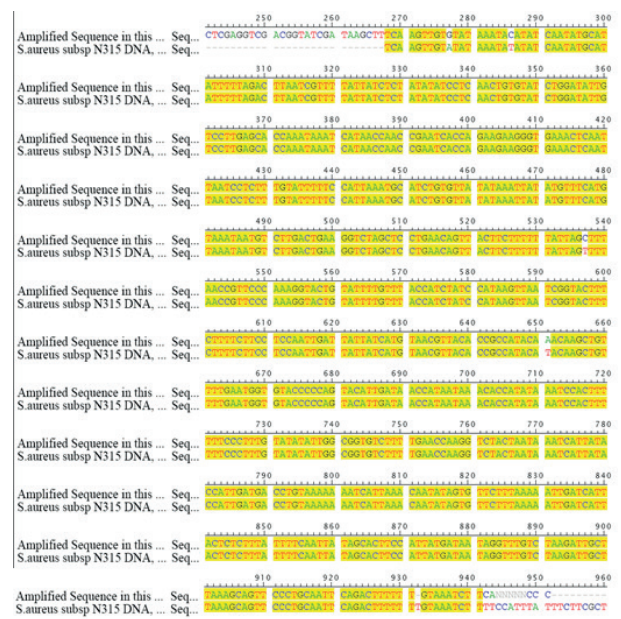 250 260 270 280 290 300
Amplified Sequence in this ... Seq... CTCGAGGTCG ACGGTATCGA TAAGCTTTCA AGTTGTGTAT AAATACATAT CAATATGCAT
S.aureus subsp N315 DNA, ... Seq... ------------------TCA AGTTGTATAT AAATATATAT CAATATGCAT
310 320 330 340 350 360
Amplified Sequence in this ... Seq... ATTTTTAGAC TTAATCGTTT TATTATCTCT ATATATCCTC AACTGTGTAT CTGGATATTG
S.aureus subsp N315 DNA, ... Seq... ATTTTTAGAC TTAATCGTTT TATTATCTCT ATATATCCTC AACTGTGTAT CTGGATATTG
370 380 390 400 410 420
Amplified Sequence in this ... Seq... TCCTTGAGCA CCAAATAAAT CATAACCAAC CGAATCACCA GAAGAAGGGT GAAACTCAAT
S.aureus subsp N315 DNA, ... Seq... TCCTTGAGCA CCAAATAAAT CATAACCAAC CGAATCACCA GAAGAAGGGT GAAACTCAAT
430 440 450 460 470 480
Amplified Sequence in this ... Seq... TAATCCTCTT TGTATTTTTC CATTAAATGC ATCTGTGTTA TATAAATTAT ATGTTTCATG
S.aureus subsp N315 DNA, ... Seq... TAATCCTCTT TGTATTTTTC CATTAAATGC ATCTGTGTTA TATAAATTAT ATGTTTCATG
490 500 510 520 530 540
Amplified Sequence in this ... Seq... TAAATAATGT CTTGACTGAA GGTCTAGCTC CTGAACAGTT ACTTCTTTTT TATTAGCTTT
S.aureus subsp N315 DNA, ... Seq... TAAATAATGT CTTGACTGAA GGTCTAGCTC CTGAACAGTT ACTTCTTTTT TATTAGTTTT
550 560 570 580 590 600
Amplified Sequence in this ... Seq... AACCGTTCCC AAAGGTACTG TATTTTGTTT ACCATCTATC CATAAGTTAA TCGGTACTTT
S.aureus subsp N315 DNA, ... Seq... AACCGTTCCC AAAGGTACTG TATTTTGTTT ACCATCTATC CATAAGTTAA TCGGTACTTT
610 620 630 640 650 660
Amplified Sequence in this ... Seq... CTTTTCTTCC TCCAATTGAT TATTATCATG TAACGTTACA CCGCCATACA AACAAGCTGT
S.aureus subsp N315 DNA, ... Seq... CTTTTCTTCC TCCAATTGAT TATTATCATG TAACGTTACA CCGCCATACA TACAAGCTGT
670 680 690 700 710 720
Amplified Sequence in this ... Seq... TTTGAATGGT GTACCCCCAG TACATTGATA ACCATAATAA ACACCATATA AATCCACTTT
S.aureus subsp N315 DNA, ... Seq... TTTGAATGGT GTACCCCCAG TACATTGATA ACCATAATAA ACACCATATA AATCCACTTT
730 740 750 760 770 780
Amplified Sequence in this ... Seq... TTTCCCTTTG TATATATTGG CGGTGTCTTT TGAACCAAGG TCTACTAATA AATCATTATA
S.aureus subsp N315 DNA, ... Seq... TTTCCCTTTG TATATATTGG CGGTGTCTTT TGAACCAAGG TCTACTAATA AATCATTATA
790 800 810 820 830 840
Amplified Sequence in this ... Seq... CCATTGATGA CCTGTAAAAA AATCATTAAA CAATATAGTG TTCTTTAAAA ATTGATCATT
S.aureus subsp N315 DNA, ... Seq... CCATTGATGA CCTGTAAAAA AATCATTAAA CAATATAGTG TTCTTTAAAA ATTGATCATT
850 860 870 880 890 900
Amplified Sequence in this ... Seq... ACTCTCTTTA TTTTCAATTA TAGCACTTCC ATTATGATAA TAGGTTTGTC TAAGATTGCT
S.aureus subsp N315 DNA, ... Seq... ACTCTCTTTA TTTTCAATTA TAGCACTTCC ATTATGATAA TAGGTTTGTC TAAGATTGCT
910 920 930 940 950 960
Amplified Sequence in this ... Seq... TAAAGCAGTT CCCTGCAATT CAGACTTTTT T-GTAAATCT TCANNNNNCC C---------
S.aureus subsp N315 DNA, ... Seq... TAAAGCAGTT CCCTGCAATT CAGACTTTTT TTGTAAATCT TTTCCATTTA TTTCTTCGCT